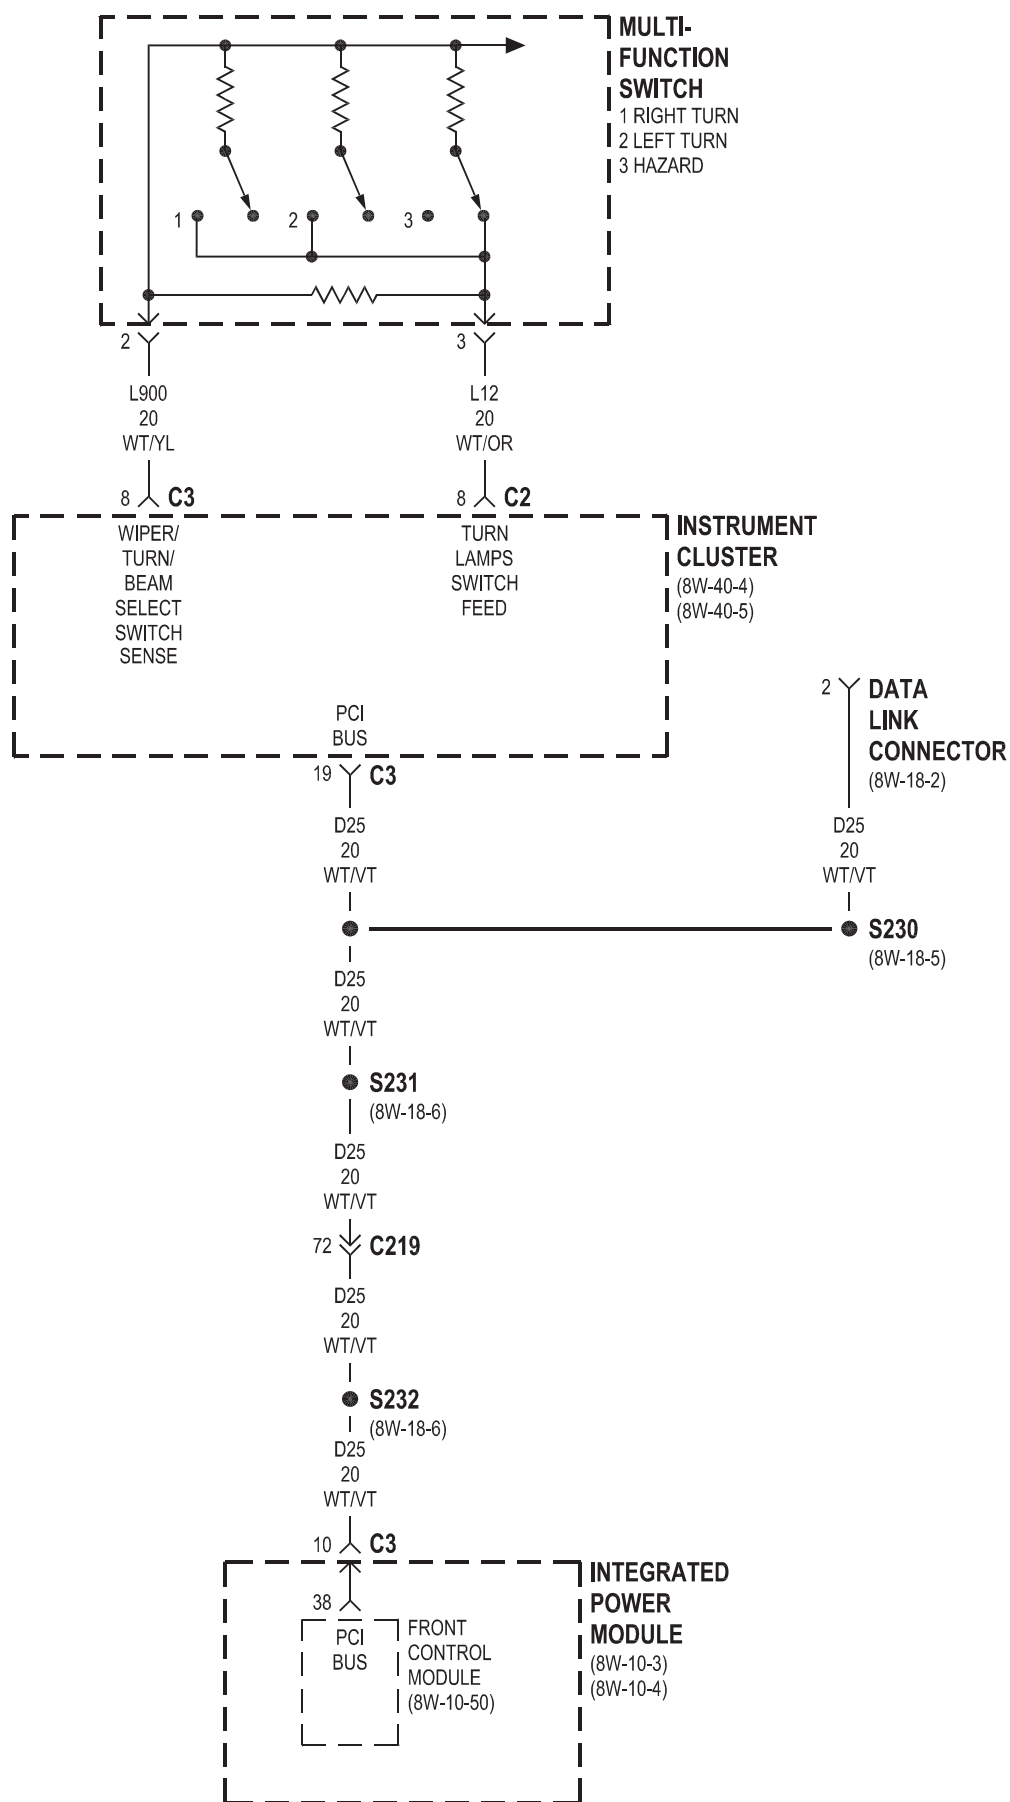 MULTI-
FUNCTION
SWITCH
1 RIGHT TURN
2 LEFT TURN
3 HAZARD
1
2
3
2
3
L900
20
WT/YL
L12
20
WT/OR
8
C3
8
C2
WIPER/
TURN/
BEAM
SELECT
SWITCH
SENSE
TURN
LAMPS
SWITCH
FEED
INSTRUMENT
CLUSTER
(8W-40-4)
(8W-40-5)
PCI
BUS
2
DATA
LINK
CONNECTOR
(8W-18-2)
19
C3
D25
20
WT/VT
D25
20
WT/VT
S230
(8W-18-5)
D25
20
WT/VT
S231
(8W-18-6)
D25
20
WT/VT
72
C219
D25
20
WT/VT
S232
(8W-18-6)
D25
20
WT/VT
10
C3
INTEGRATED
POWER
MODULE
(8W-10-3)
(8W-10-4)
38
PCI
BUS
FRONT
CONTROL
MODULE
(8W-10-50)